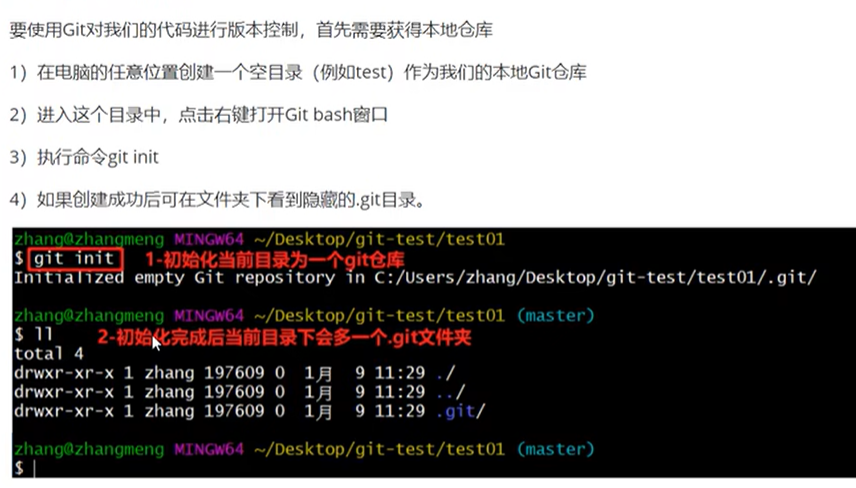 要使用Git对我们的代码进行版本控制，首先需要获得本地仓库
1）在电脑的任意位置创建一个空目录（例如test）作为我们的本地Git仓库
2）进入这个目录中，点击右键打开Git bash窗口
3）执行命令git init
4）如果创建成功后可在文件夹下看到隐藏的.git目录。
zhang@zhangmeng MINGW64 ~/Desktop/git-test/test01
$ git init 1-初始化当前目录为一个git仓库
Initialized empty Git repository in C:/Users/zhang/Desktop/git-test/test01/.git/
zhang@zhangmeng MINGW64 ~/Desktop/git-test/test01 (master)
$ ll 2-初始化完成后当前目录下会多一个.git文件夹
total 4
drwxr-xr-x 1 zhang 197609 0 1月 9 11:29 ./
drwxr-xr-x 1 zhang 197609 0 1月 9 11:29 ../
drwxr-xr-x 1 zhang 197609 0 1月 9 11:29 .git/
zhang@zhangmeng MINGW64 ~/Desktop/git-test/test01 (master)
$